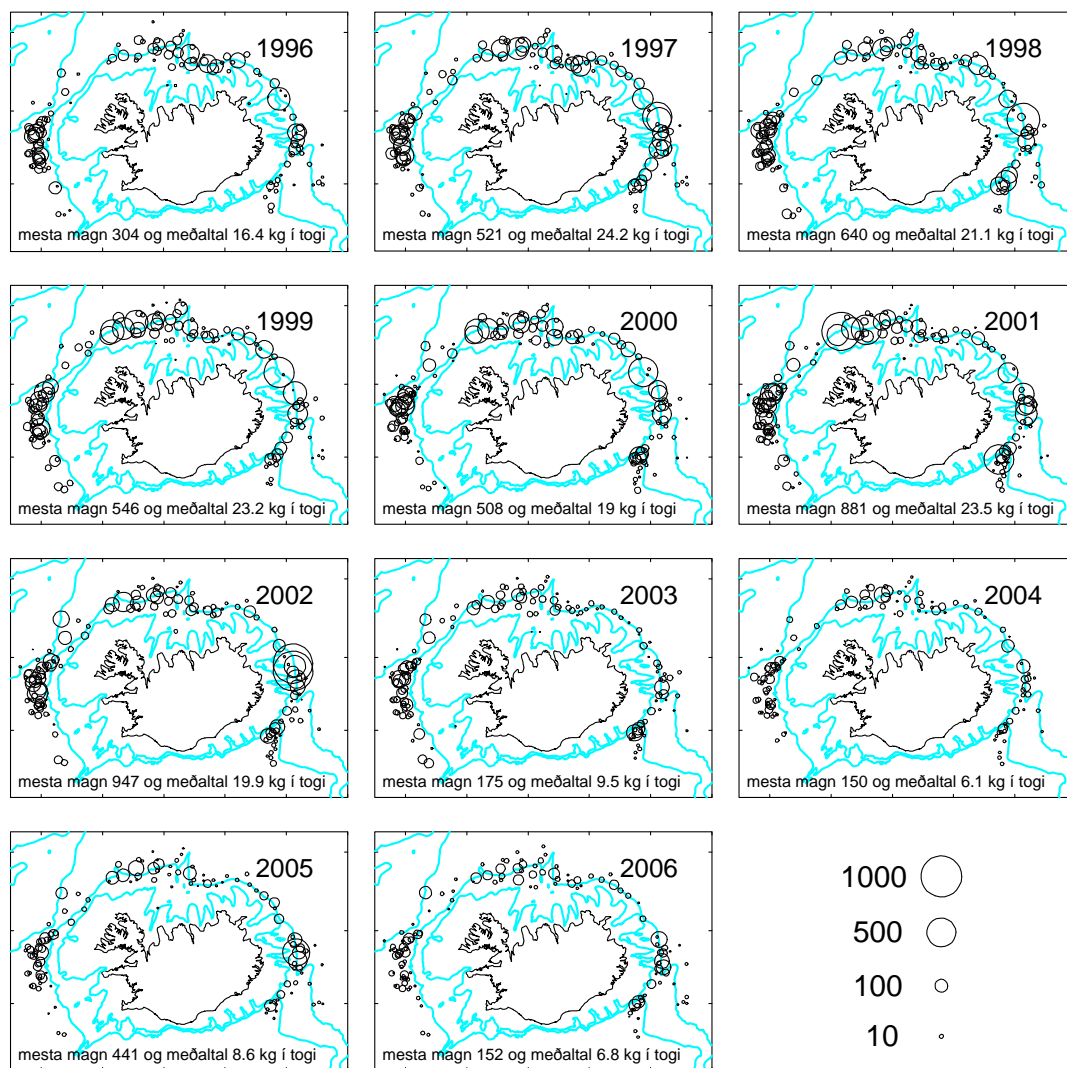 1996
mesta magn 304 og meðaltal 16.4 kg í togi
1997
mesta magn 521 og meðaltal 24.2 kg í togi
1998
mesta magn 640 og meðaltal 21.1 kg í togi
1999
mesta magn 546 og meðaltal 23.2 kg í togi
2000
mesta magn 508 og meðaltal 19 kg í togi
2001
mesta magn 881 og meðaltal 23.5 kg í togi
2002
mesta magn 947 og meðaltal 19.9 kg í togi
2003
mesta magn 175 og meðaltal 9.5 kg í togi
2004
mesta magn 150 og meðaltal 6.1 kg í togi
2005
mesta magn 441 og meðaltal 8.6 kg í togi
2006
mesta magn 152 og meðaltal 6.8 kg í togi
1000
500
100
10